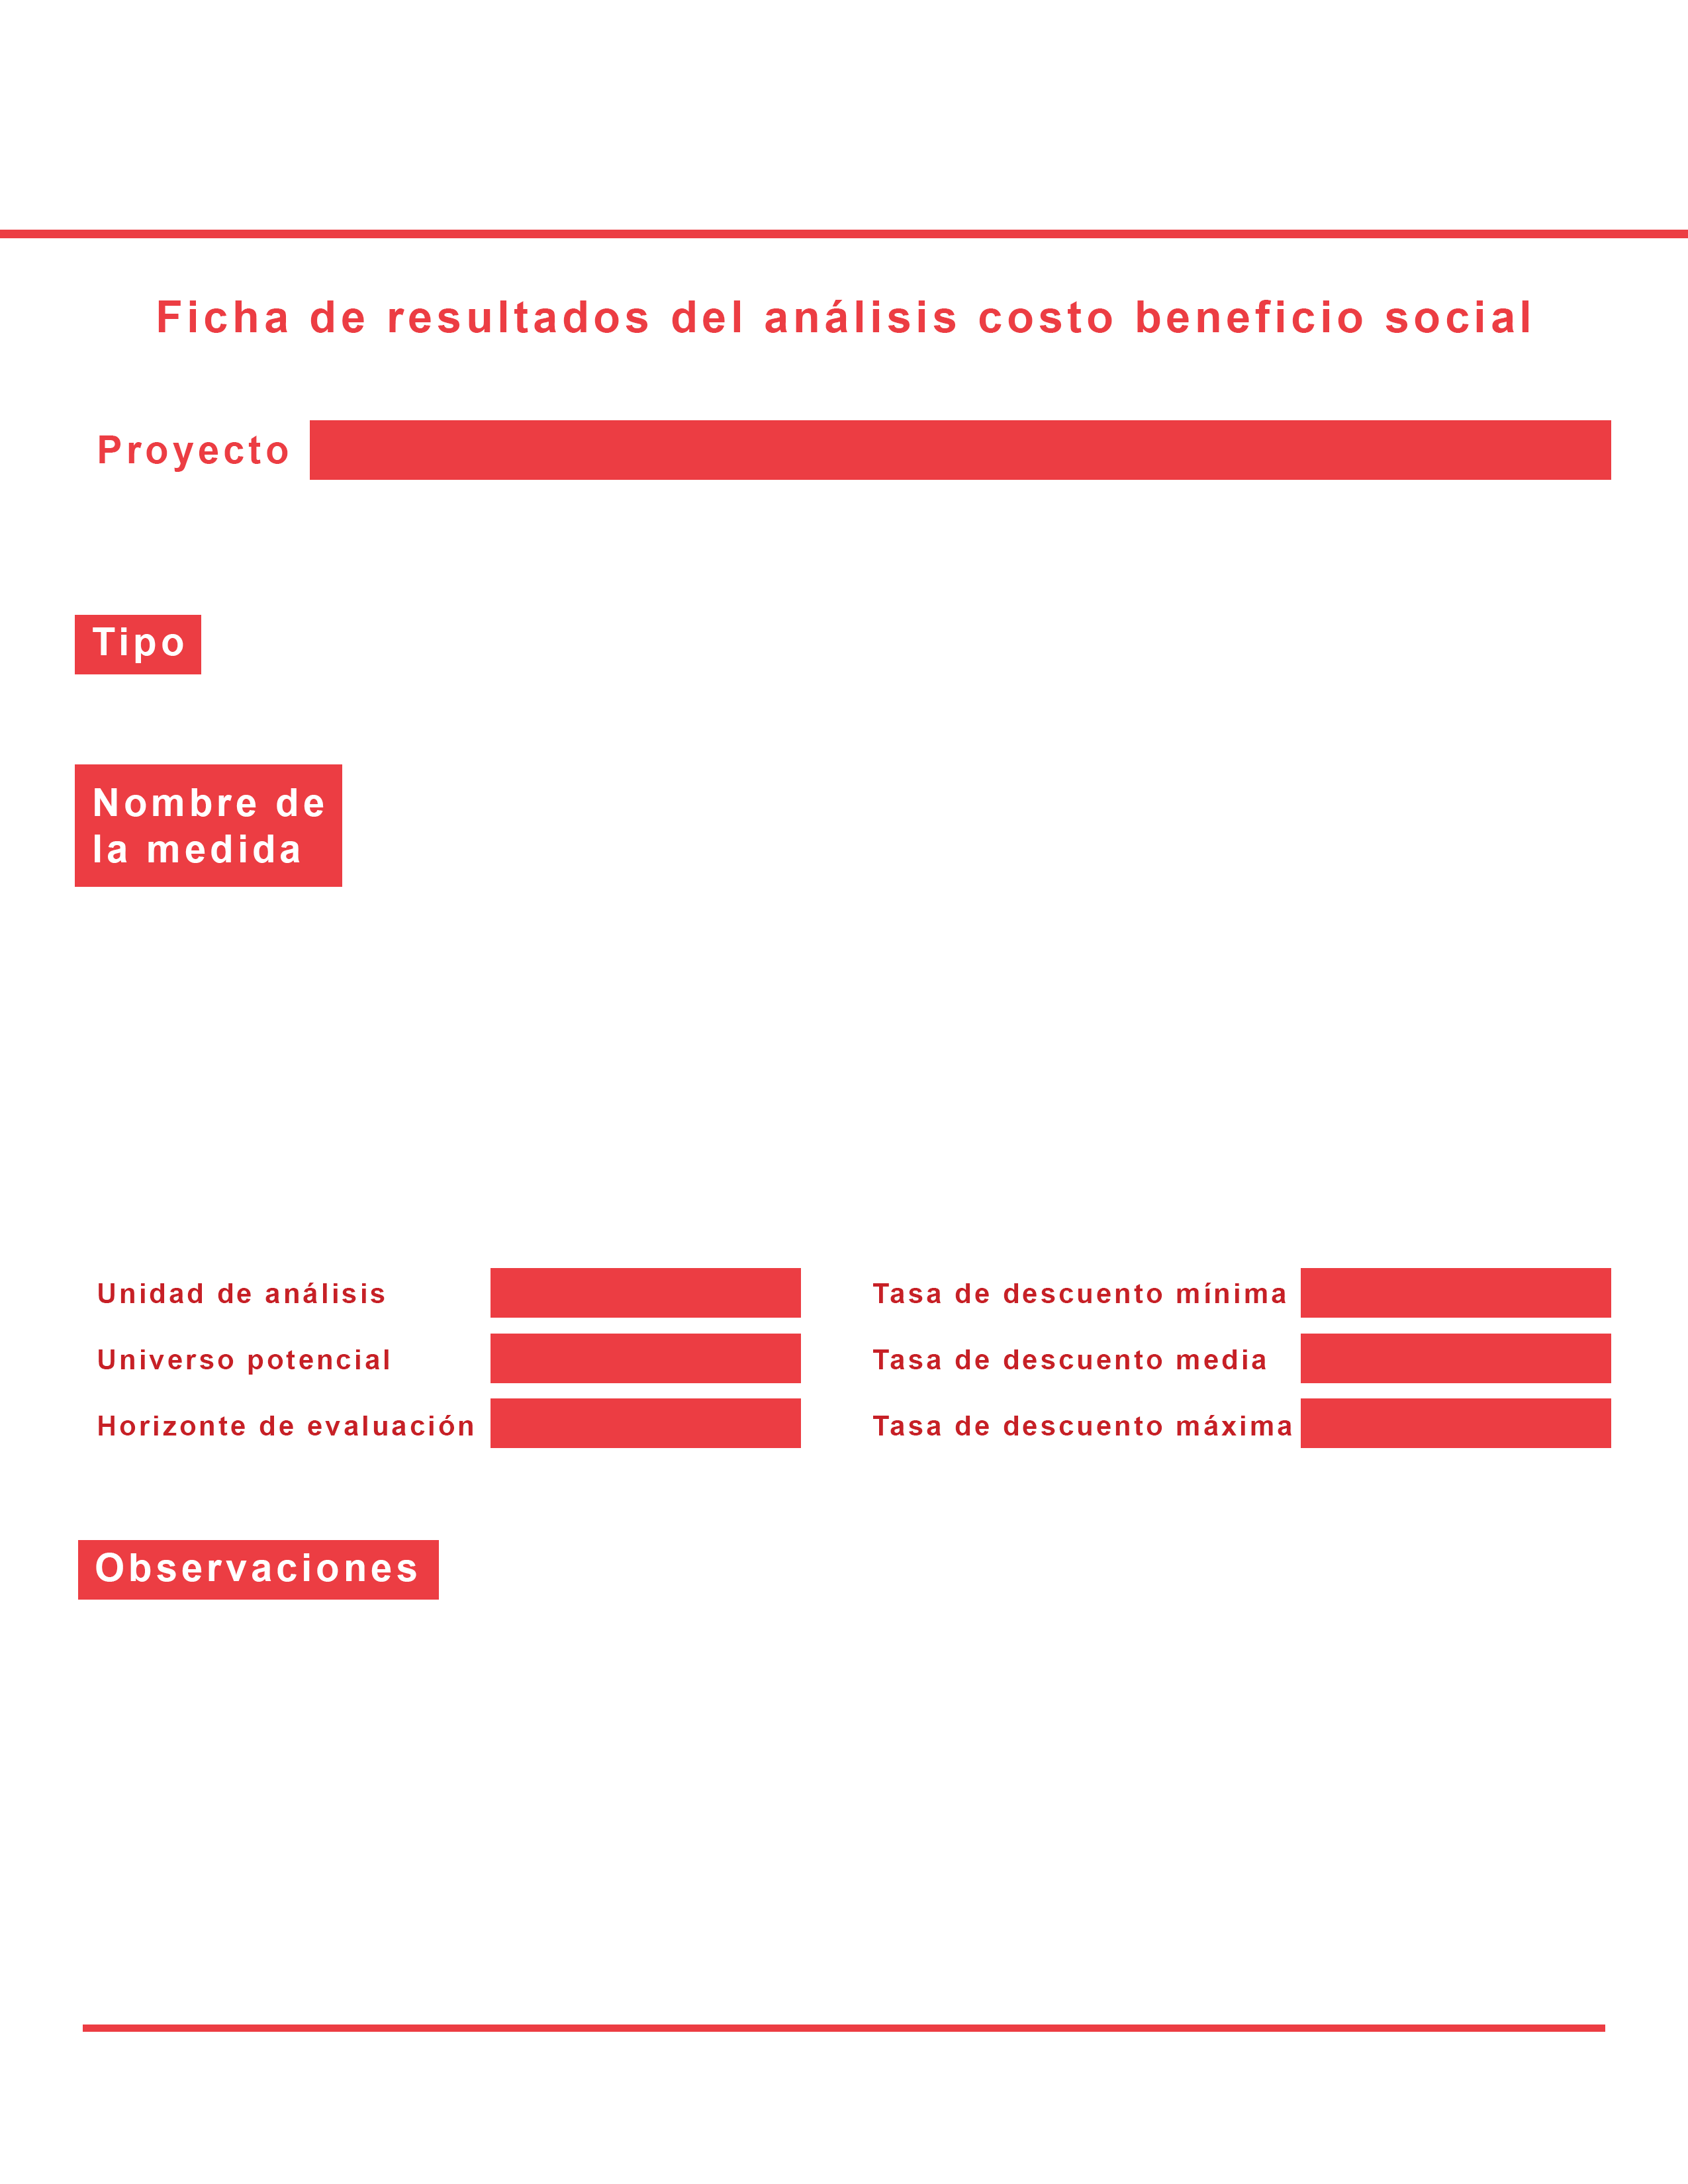 Ficha de resultados del análisis costo beneficio social
Proyecto
Tipo
Nombre de
la medida
Unidad de análisis
Tasa de descuento mínima
Universo potencial
Tasa de descuento media
Horizonte de evaluación
Tasa de descuento máxima
Observaciones